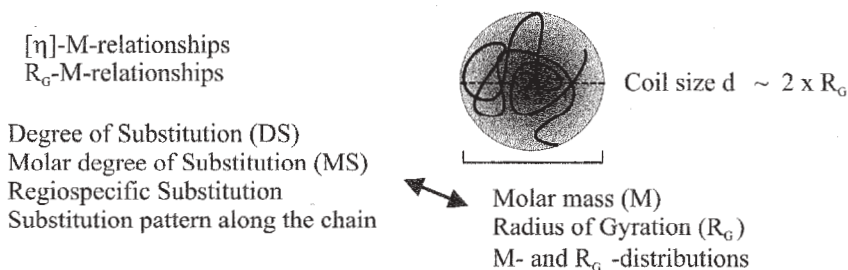 [η]-M-relationships
R_G-M-relationships
Coil size d ~ 2 x R_G
Degree of Substitution (DS)
Molar degree of Substitution (MS)
Regiospecific Substitution
Substitution pattern along the chain
Molar mass (M)
Radius of Gyration (R_G)
M- and R_G -distributions